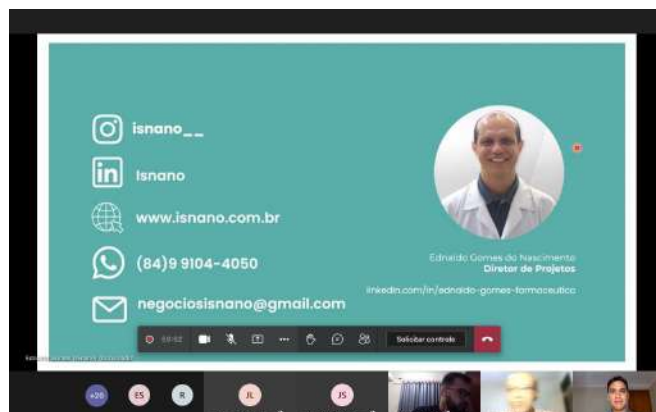 isnano__
Isnano
www.isnano.com.br
(84)9 9104-4050
negociosisnano@gmail.com
Ednaldo Gomes do Nascimento
Diretor de Projetos
linkedin.com/in/ednaldo-gomes-farmaceutico
Solicitar controle
+20
ES
R
JL
JS